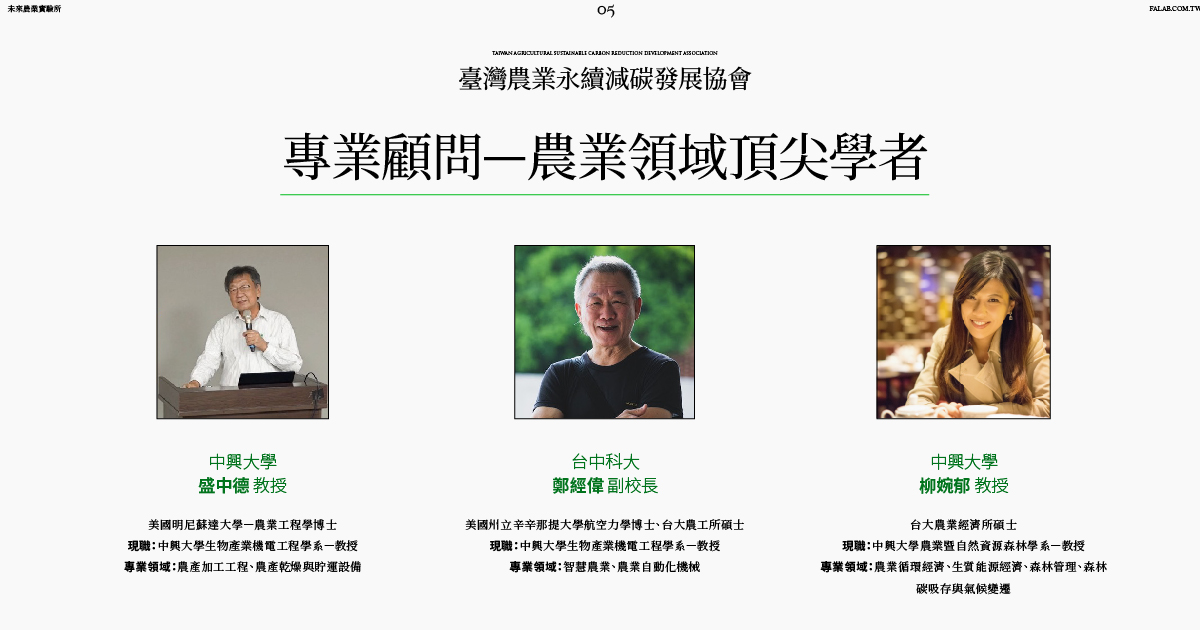 未來農業實驗所
05
FALAB.COM.TW
TAIWAN AGRICULTURAL SUSTAINABLE CARBON REDUCTION DEVELOPMENT ASSOCIATION
臺灣農業永續減碳發展協會
專業顧問—農業領域頂尖學者
中興大學
盛中德 教授
美國明尼蘇達大學—農業工程學博士
現職：中興大學生物產業機電工程學系—教授
專業領域：農產加工工程、農產乾燥與貯運設備
台中科大
鄭經偉 副校長
美國州立辛辛那提大學航空力學博士、台大農工所碩士
現職：中興大學生物產業機電工程學系—教授
專業領域：智慧農業、農業自動化機械
中興大學
柳婉郁 教授
台大農業經濟所碩士
現職：中興大學農業暨自然資源森林學系—教授
專業領域：農業循環經濟、生質能源經濟、森林管理、森林
碳吸存與氣候變遷